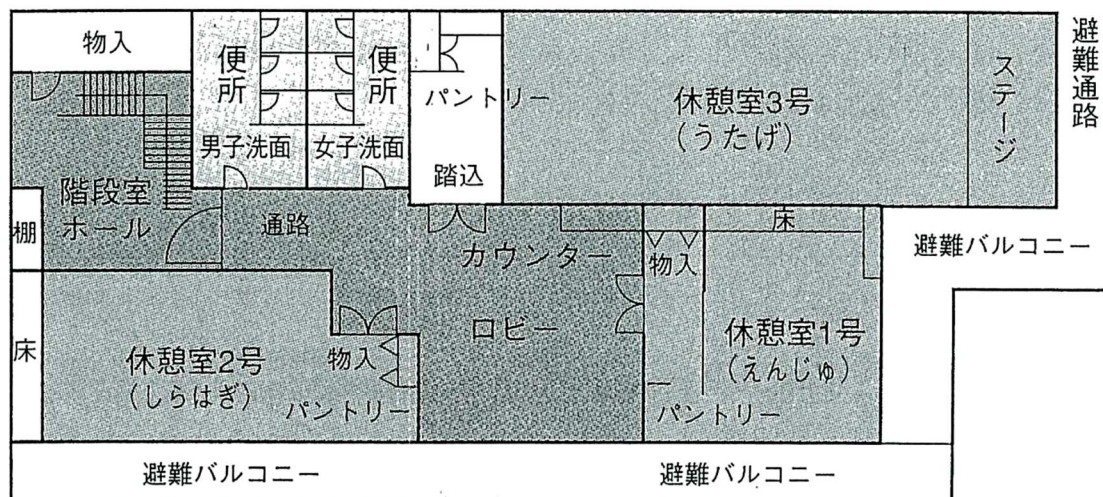 物入
便所
便所
男子洗面
女子洗面
パントリー
踏込
休憩室3号
(うたげ)
ステージ
避難通路
階段室
ホール
棚
通路
カウンター
ロビー
床
物入
避難バルコニー
床
休憩室2号
(しらはぎ)
物入
パントリー
休憩室1号
(えんじゅ)
パントリー
避難バルコニー
避難バルコニー